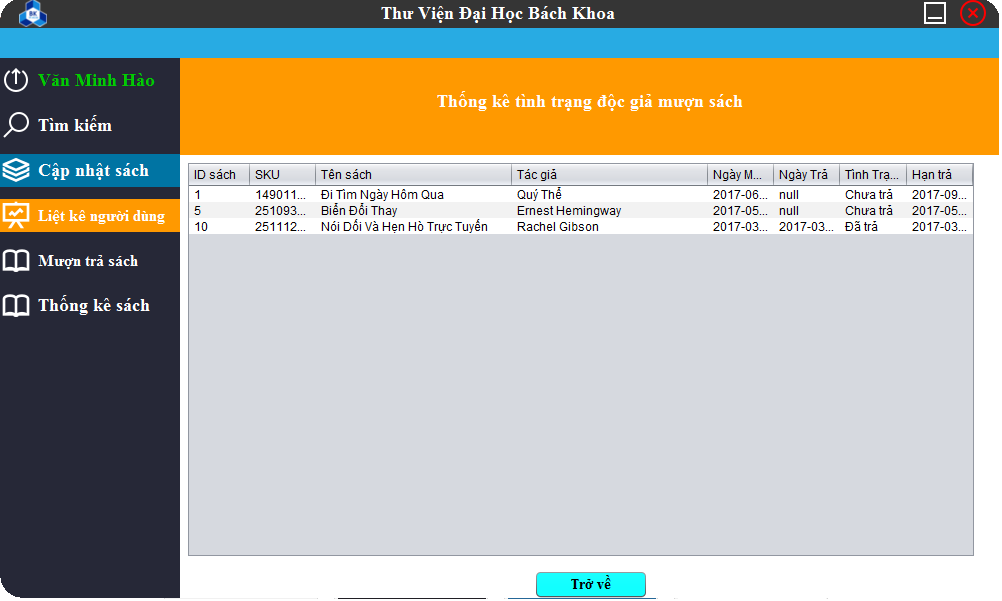 BK
Thư Viện Đại Học Bách Khoa
Văn Minh Hào
Tìm kiếm
Cập nhật sách
Liệt kê người dùng
Mượn trả sách
Thống kê sách
Thống kê tình trạng độc giả mượn sách
ID sách SKU Tên sách Tác giả Ngày M... Ngày Trả Tình Trạ... Hạn trả
1 149011... Đi Tìm Ngày Hôm Qua Quý Thể 2017-06... null Chưa trả 2017-09...
5 251093... Biển Đổi Thay Ernest Hemingway 2017-05... null Chưa trả 2017-05...
10 251112... Nói Dối Và Hẹn Hò Trực Tuyến Rachel Gibson 2017-03... 2017-03... Đã trả 2017-03...
Trở về